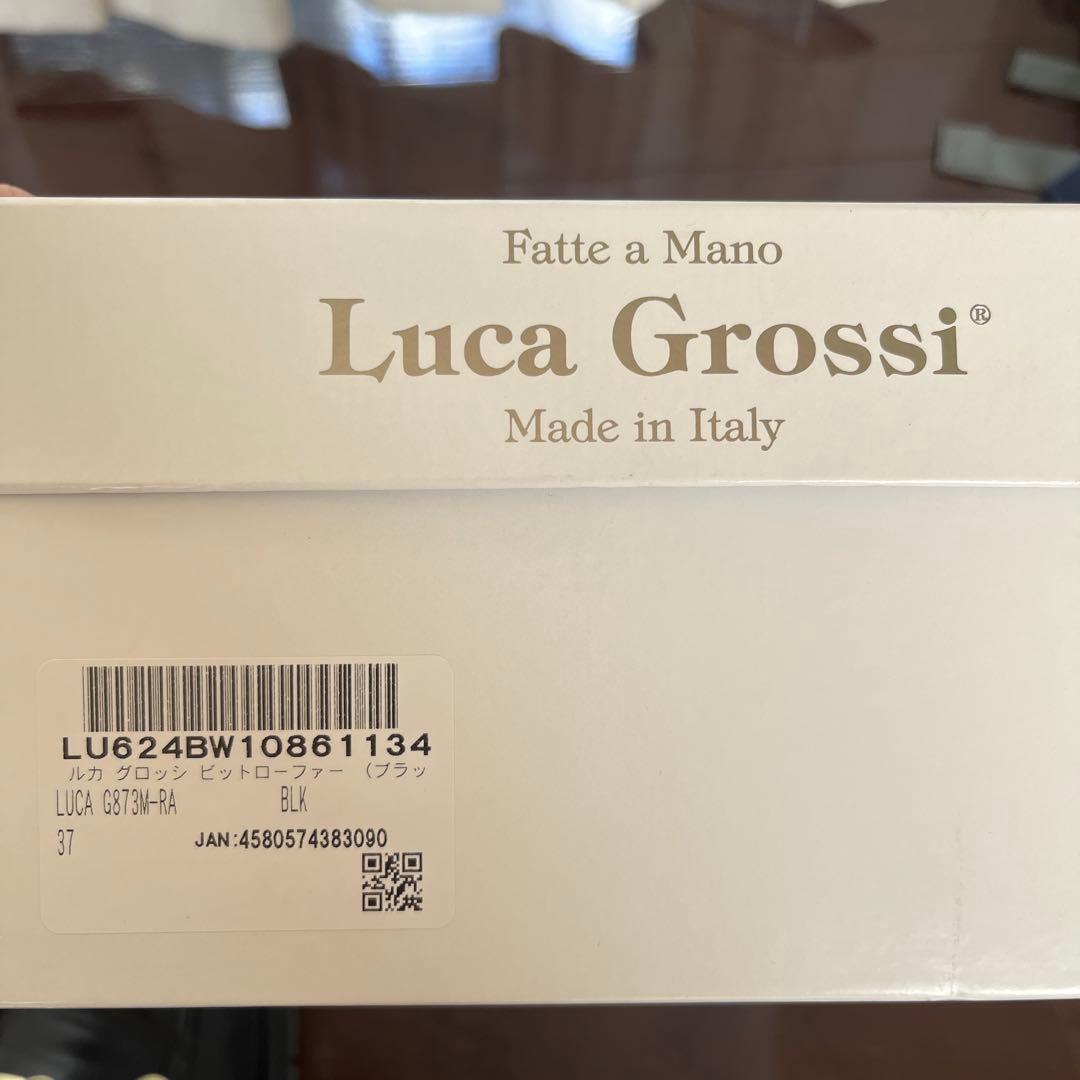 Fatte a Mano
Luca Grossi®
Made in Italy
LU624BW10861134
ルカ グロッシ ビットローファー （ブラッ
LUCA G873M-RA BLK
37 JAN:4580574383090